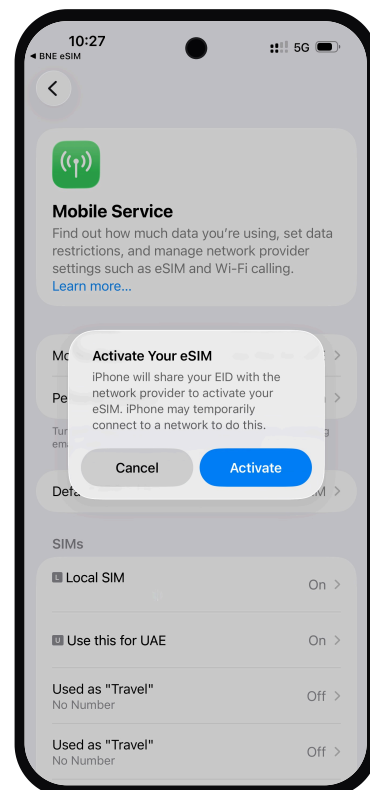 10:27
◀ BNE eSIM
5G
Mobile Service
Find out how much data you're using, set data
restrictions, and manage network provider
settings such as eSIM and Wi-Fi calling.
Learn more...
Activate Your eSIM
iPhone will share your EID with the
network provider to activate your
eSIM. iPhone may temporarily
connect to a network to do this.
Cancel
Activate
SIMs
L Local SIM
On
U Use this for UAE
On
Used as "Travel"
No Number
Off
Used as "Travel"
No Number
Off